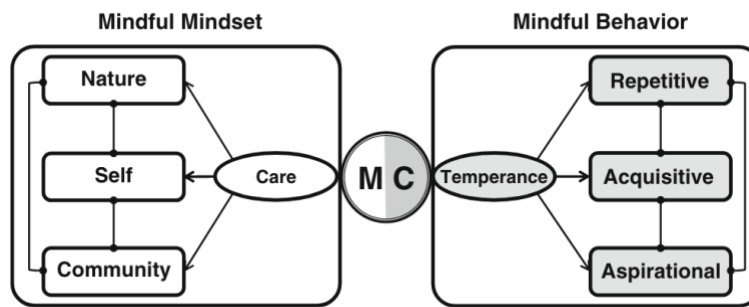 Mindful Mindset
Mindful Behavior
Nature
Self
Community
Care
M C
Temperance
Repetitive
Acquisitive
Aspirational